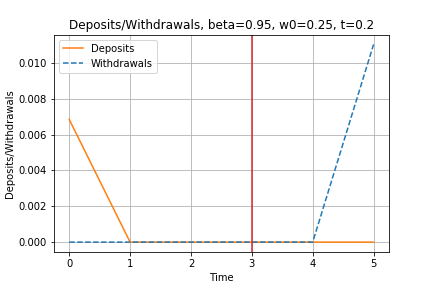 Deposits/Withdrawals, beta=0.95, w0=0.25, t=0.2
Deposits
Withdrawals
Deposits/Withdrawals
0.010
0.008
0.006
0.004
0.002
0.000
0 1 2 3 4 5
Time